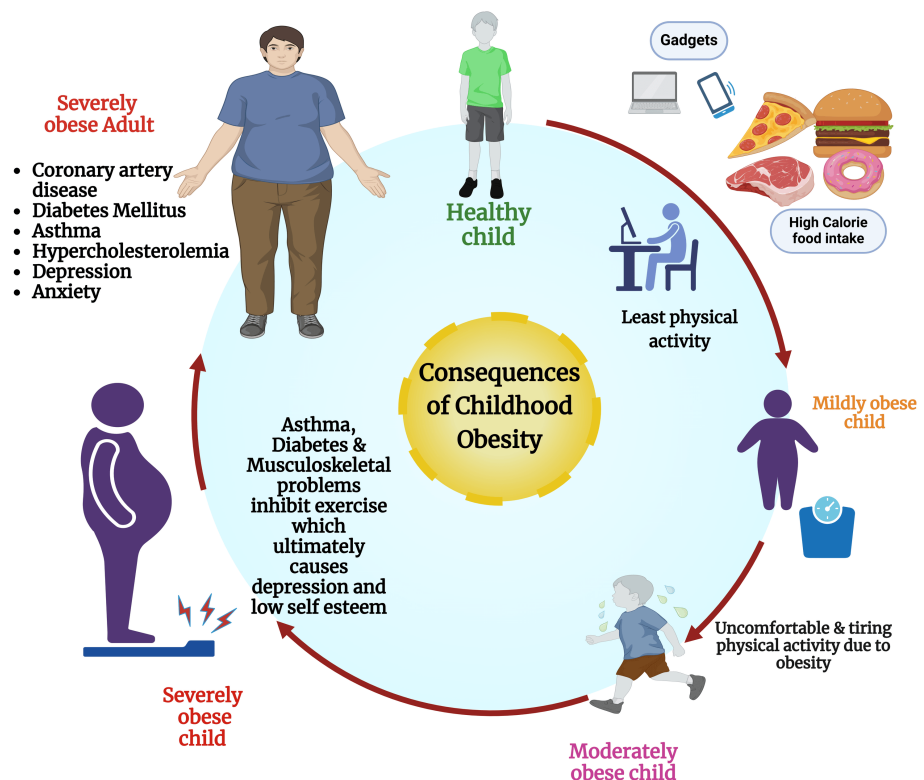 Gadgets
High Calorie
food intake
Severely
obese Adult
• Coronary artery
disease
• Diabetes Mellitus
• Asthma
• Hypercholesterolemia
• Depression
• Anxiety
Healthy
child
Least physical
activity
Consequences
of Childhood
Obesity
Mildly obese
child
Asthma,
Diabetes &
Musculoskeletal
problems
inhibit exercise
which
ultimately
causes
depression and
low self esteem
Uncomfortable & tiring
physical activity due to
obesity
Severely
obese
child
Moderately
obese child